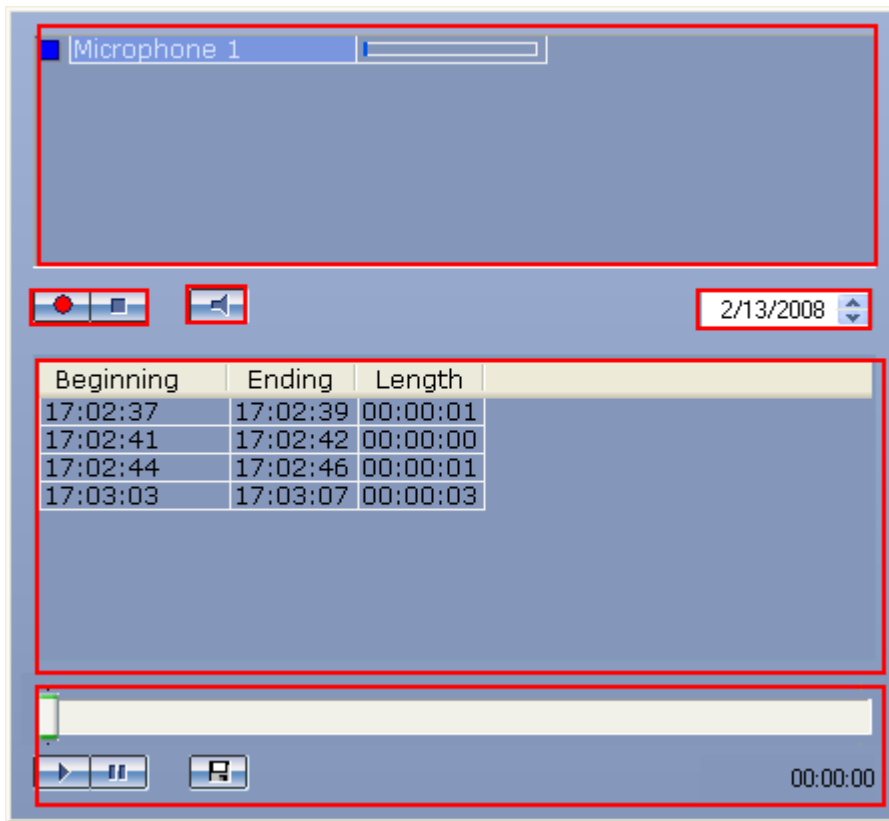 Microphone 1
2/13/2008
Beginning Ending Length
17:02:37 17:02:39 00:00:01
17:02:41 17:02:42 00:00:00
17:02:44 17:02:46 00:00:01
17:03:03 17:03:07 00:00:03
00:00:00